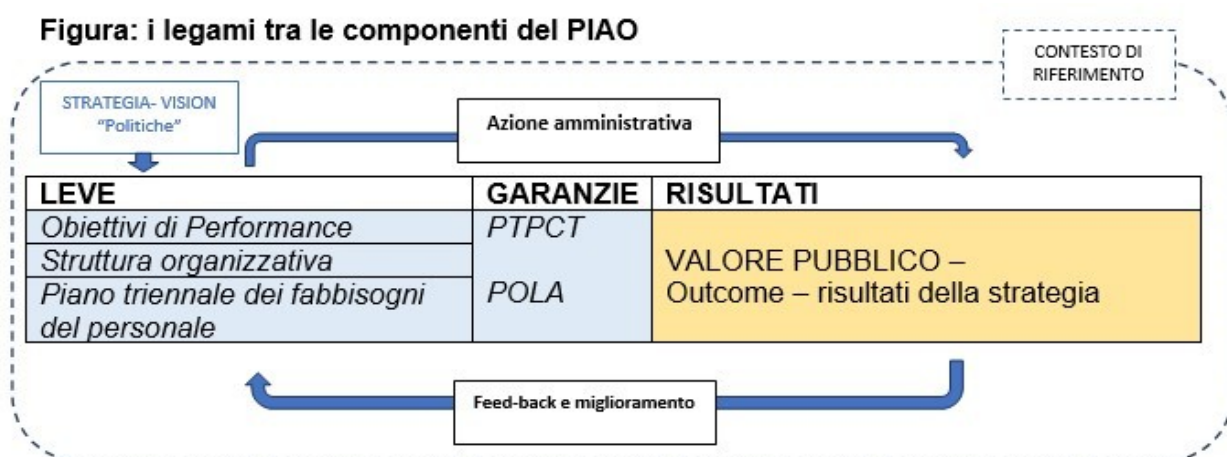 Figura: i legami tra le componenti del PIAO
CONTESTO DI
RIFERIMENTO
STRATEGIA- VISION
“Politiche”
Azione amministrativa
LEVE GARANZIE RISULTATI
Obiettivi di Performance PTPCT
Struttura organizzativa VALORE PUBBLICO –
Piano triennale dei fabbisogni POLA Outcome – risultati della strategia
del personale
Feed-back e miglioramento